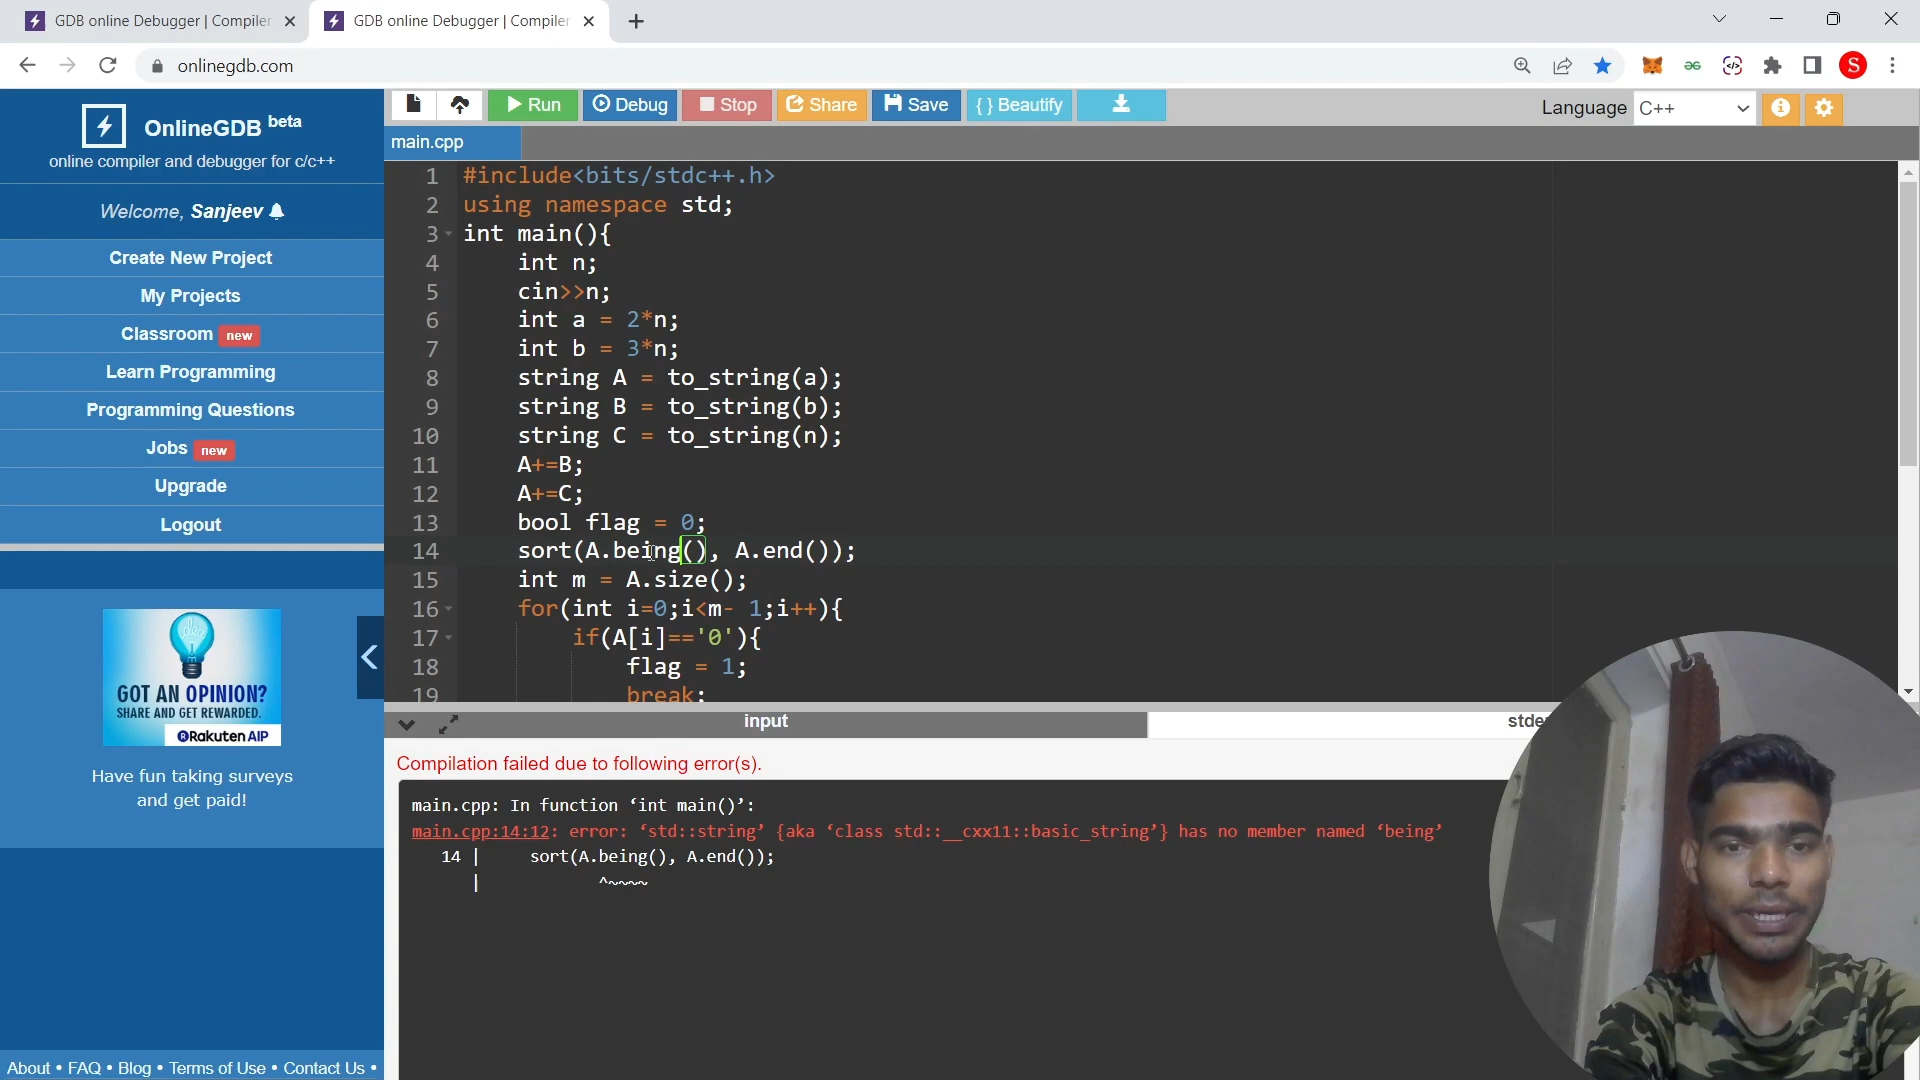 GDB online Debugger | Compiler
GDB online Debugger | Compiler
onlinegdb.com
S
OnlineGDB beta
online compiler and debugger for c/c++
Welcome, Sanjeev
Create New Project
My Projects
Classroom new
Learn Programming
Programming Questions
Jobs new
Upgrade
Logout
GOT AN OPINION?
SHARE AND GET REWARDED.
Rakuten AIP
Have fun taking surveys
and get paid!
About • FAQ • Blog • Terms of Use • Contact Us •
Run Debug Stop Share Save { } Beautify
Language C++
main.cpp
1 #include<bits/stdc++.h>
2 using namespace std;
3 int main(){
4 int n;
5 cin>>n;
6 int a = 2*n;
7 int b = 3*n;
8 string A = to_string(a);
9 string B = to_string(b);
10 string C = to_string(n);
11 A+=B;
12 A+=C;
13 bool flag = 0;
14 sort(A.being(), A.end());
15 int m = A.size();
16 for(int i=0;i<m- 1;i++){
17 if(A[i]=='0'){
18 flag = 1;
19 break;
input
Compilation failed due to following error(s).
main.cpp: In function ‘int main()’:
main.cpp:14:12: error: ‘std::string’ {aka ‘class std::__cxx11::basic_string’} has no member named ‘being’
14 | sort(A.being(), A.end());
| ^~~~~